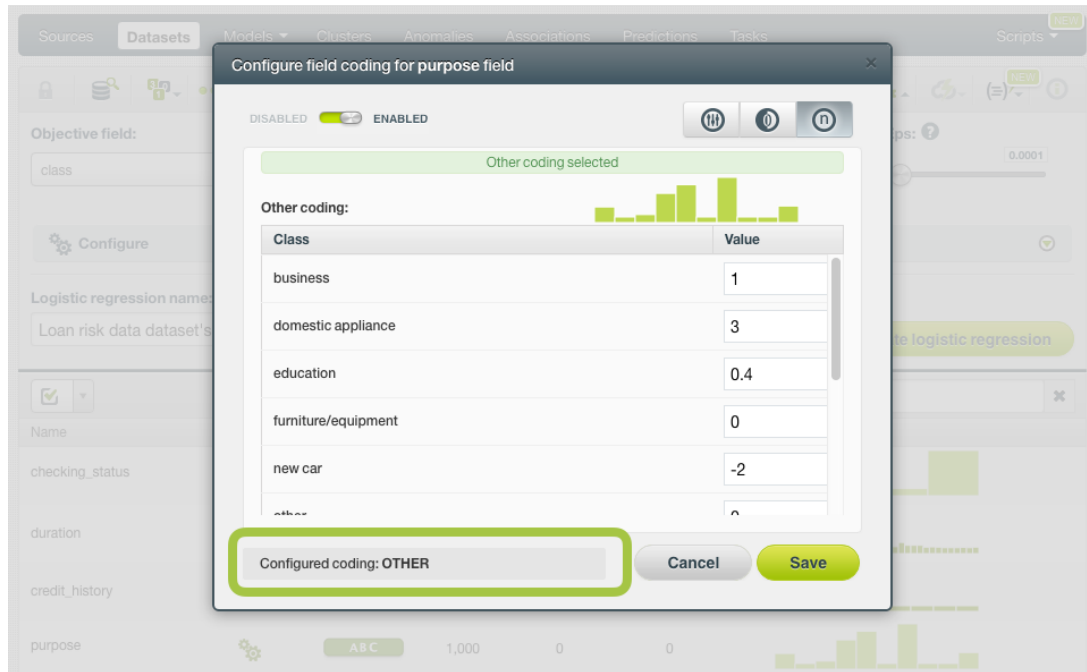 Sources Datasets Models Clusters Anomalies Associations Predictions Tasks Scripts NEW
Configure field coding for purpose field ×
NEW
DISABLED ENABLED
Objective field:
class
0.0001
Other coding selected
Other coding:
Class Value
business 1
domestic appliance 3
education 0.4
furniture/equipment 0
new car -2
other
Configure
Logistic regression name:
Loan risk data dataset's
logistic regression
Configured coding: OTHER Cancel Save
Name
checking_status
duration
credit_history
purpose ABC 1,000 0 0